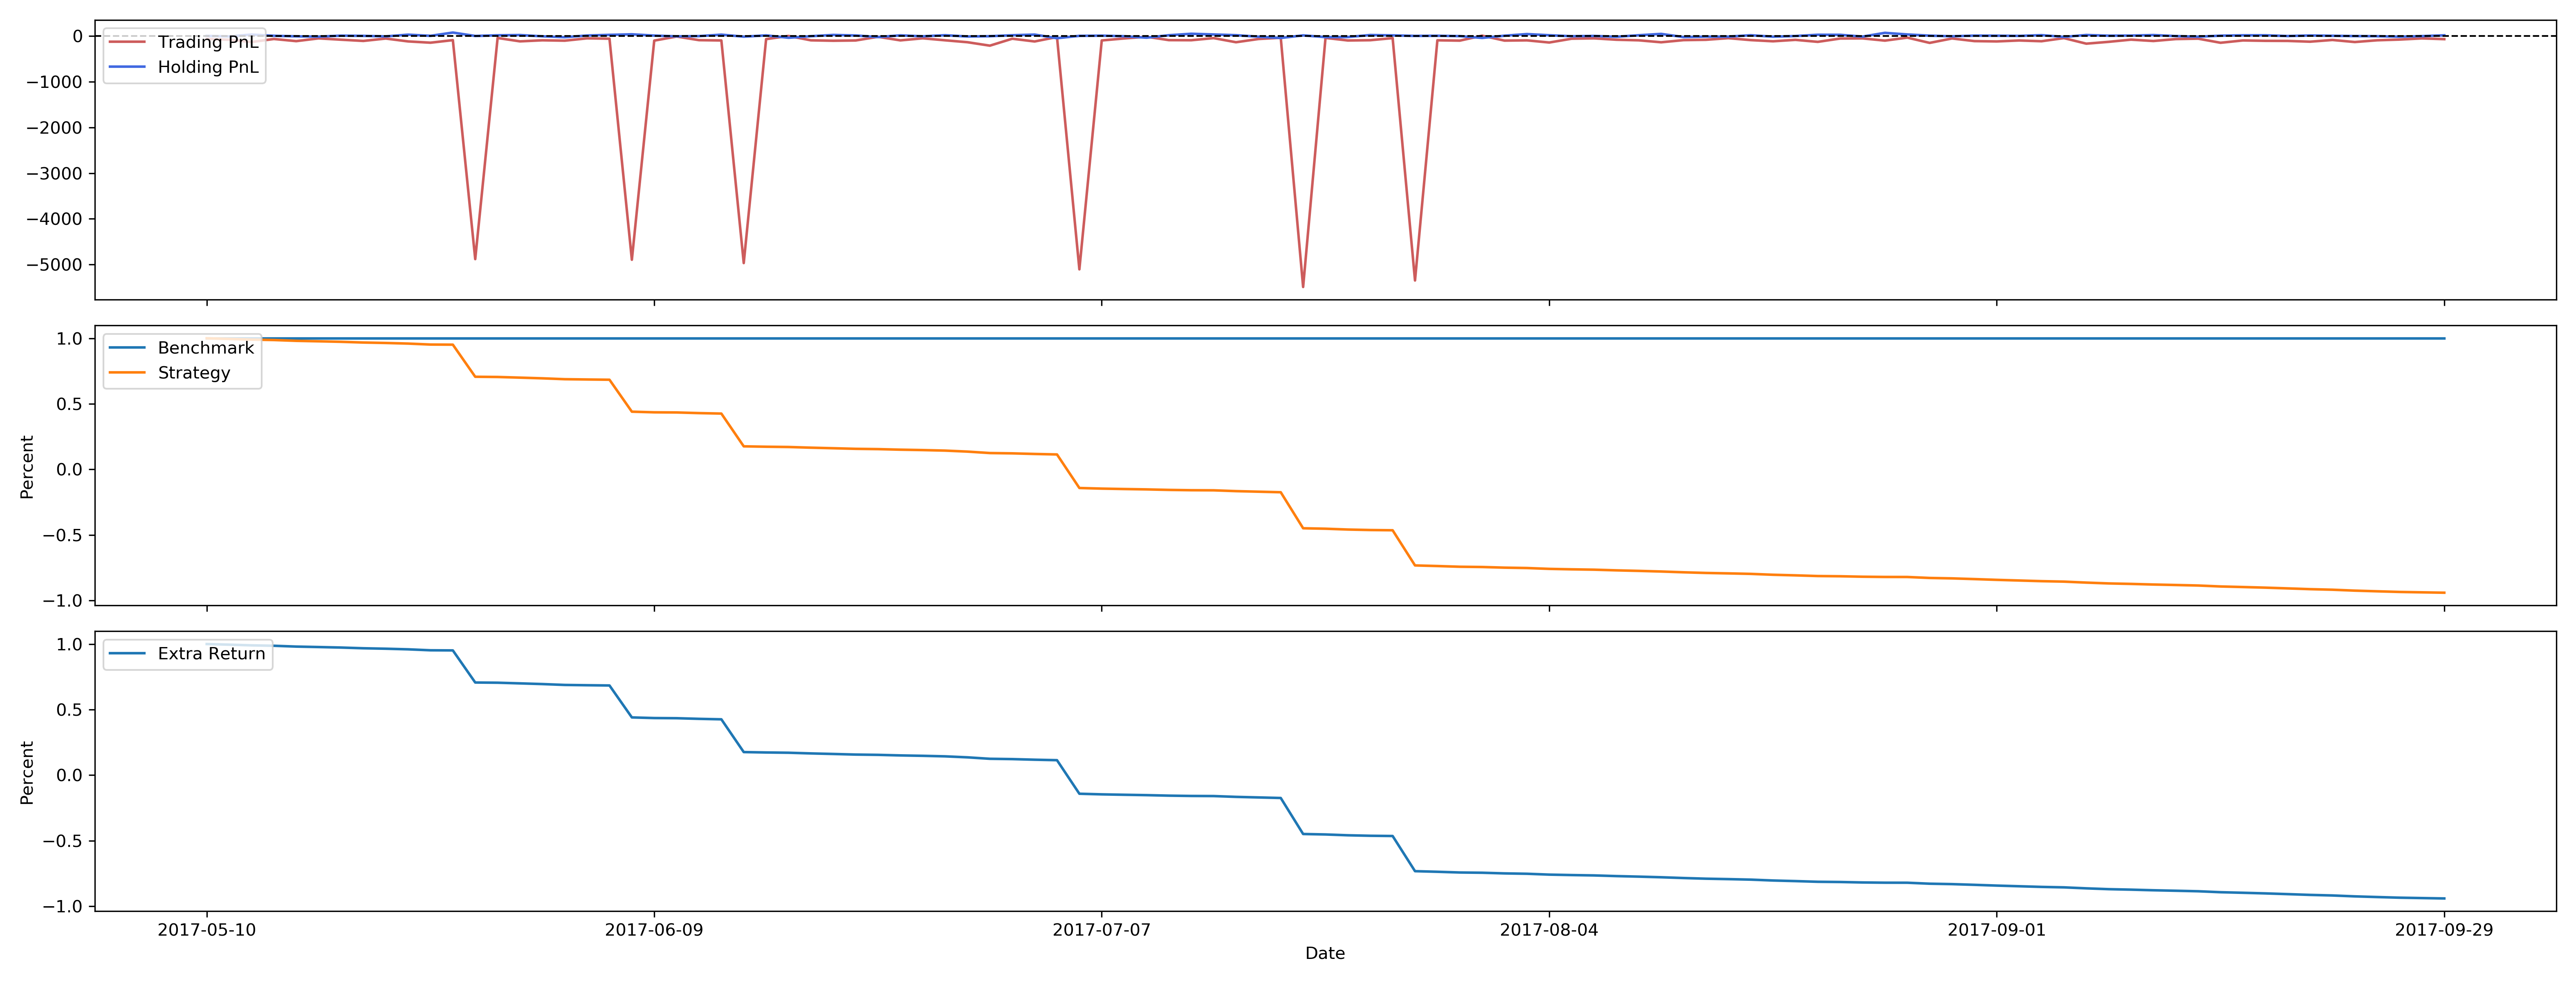 0
−1000
−2000
−3000
−4000
−5000
Trading PnL
Holding PnL
1.0
0.5
0.0
−0.5
−1.0
Percent
Benchmark
Strategy
1.0
0.5
0.0
−0.5
−1.0
Percent
Extra Return
2017-05-10 2017-06-09 2017-07-07 2017-08-04 2017-09-01 2017-09-29
Date